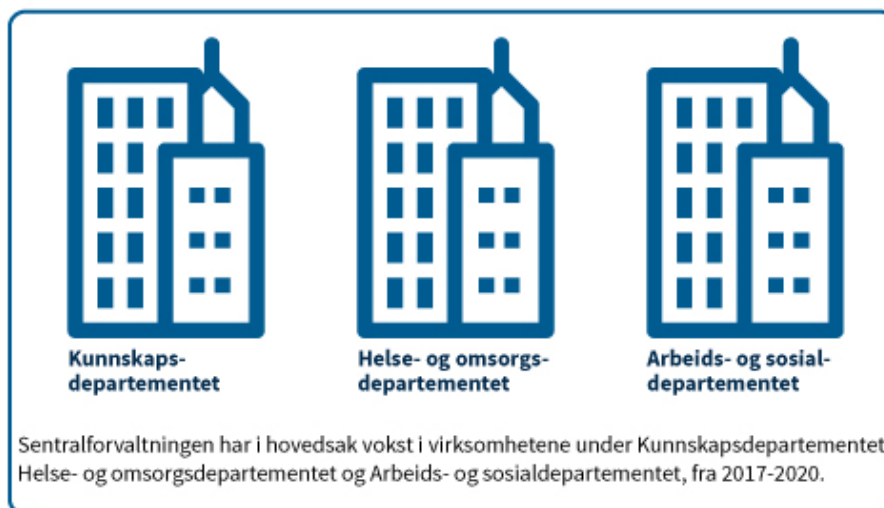 Kunnskaps-
departementet
Helse- og omsorgs-
departementet
Arbeids- og sosial-
departementet
Sentralforvaltningen har i hovedsak vokst i virksomhetene under Kunnskapsdepartementet
Helse- og omsorgsdepartementet og Arbeids- og sosialdepartementet, fra 2017-2020.